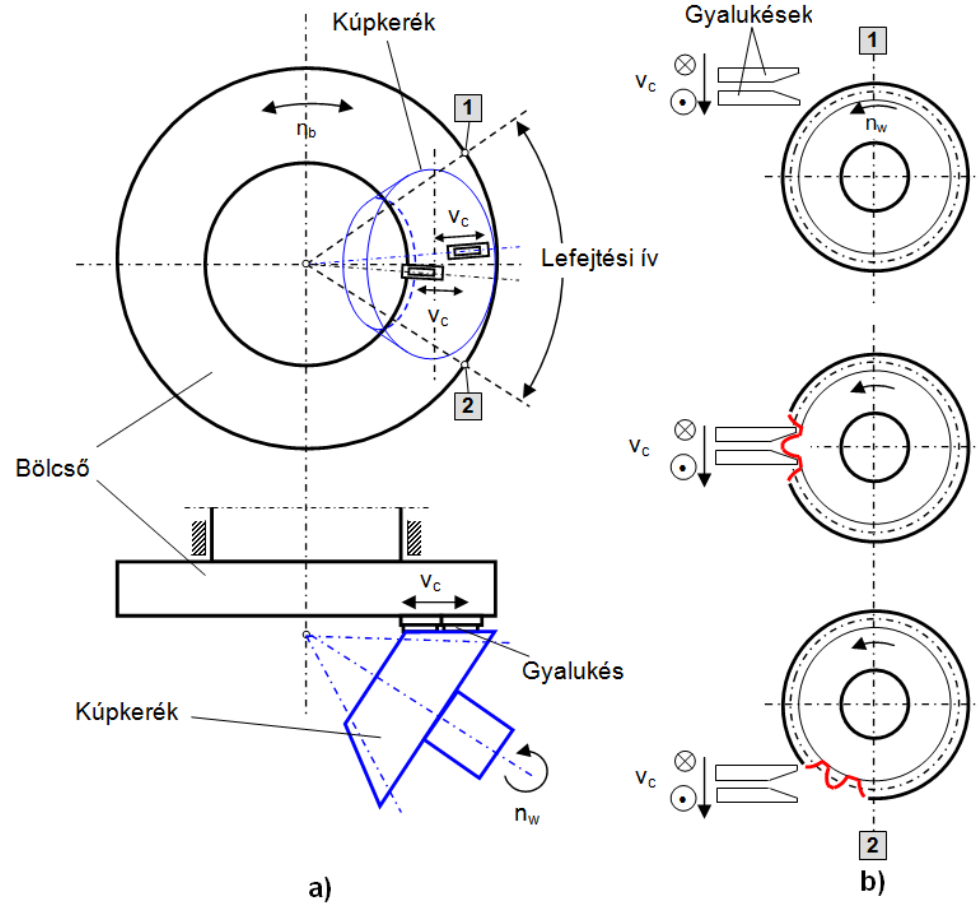 Kúpkerék
1
n_b
v_c
Lefejtési ív
v_c
2
Bölcső
v_c
Gyalukés
Kúpkerék
n_w
a)
Gyalukések
1
v_c
n_w
v_c
v_c
2
b)